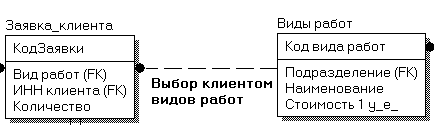 Заявка_клиента
КодЗаявки
Вид работ (FK)
ИНН клиента (FK)
Количество
Выбор клиентом
видов работ
Виды работ
Код вида работ
Подразделение (FK)
Наименование
Стоимость 1 у_е_